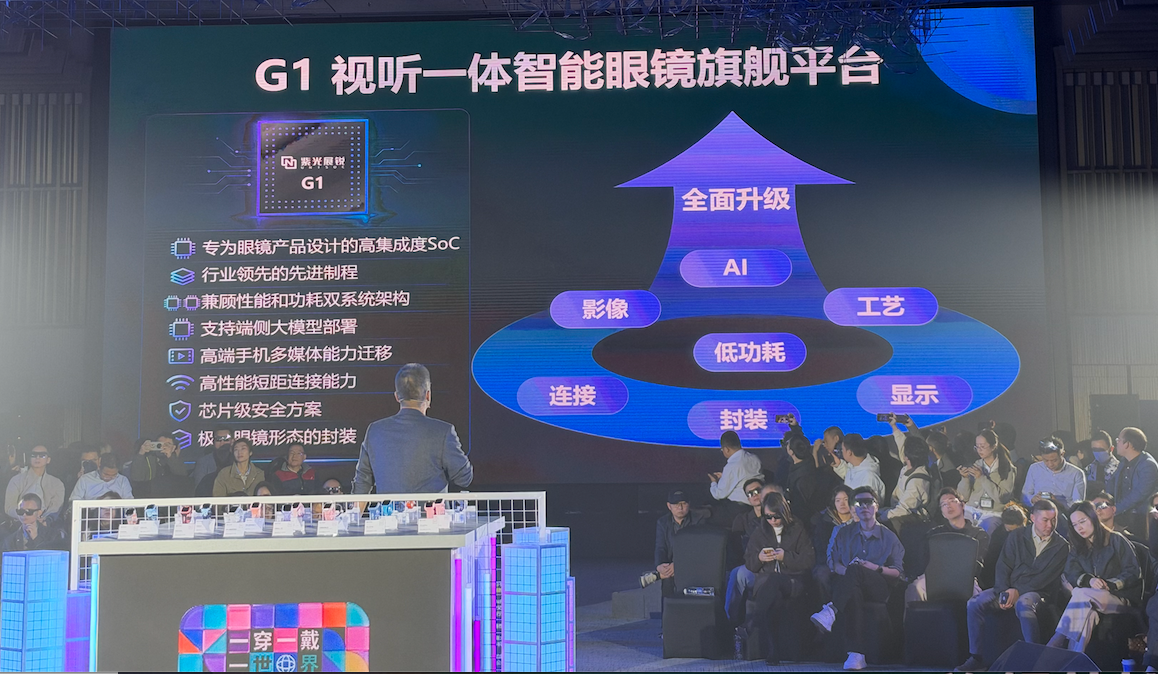 G1 视听一体智能眼镜旗舰平台
紫光展锐
UNISOC
G1
专为眼镜产品设计的高集成度SoC
行业领先的先进制程
兼顾性能和功耗双系统架构
支持端侧大模型部署
高端手机多媒体能力迁移
高性能短距连接能力
芯片级安全方案
极 眼镜形态的封装
全面升级
AI
影像
工艺
低功耗
连接
显示
封装
一穿一戴
一世界